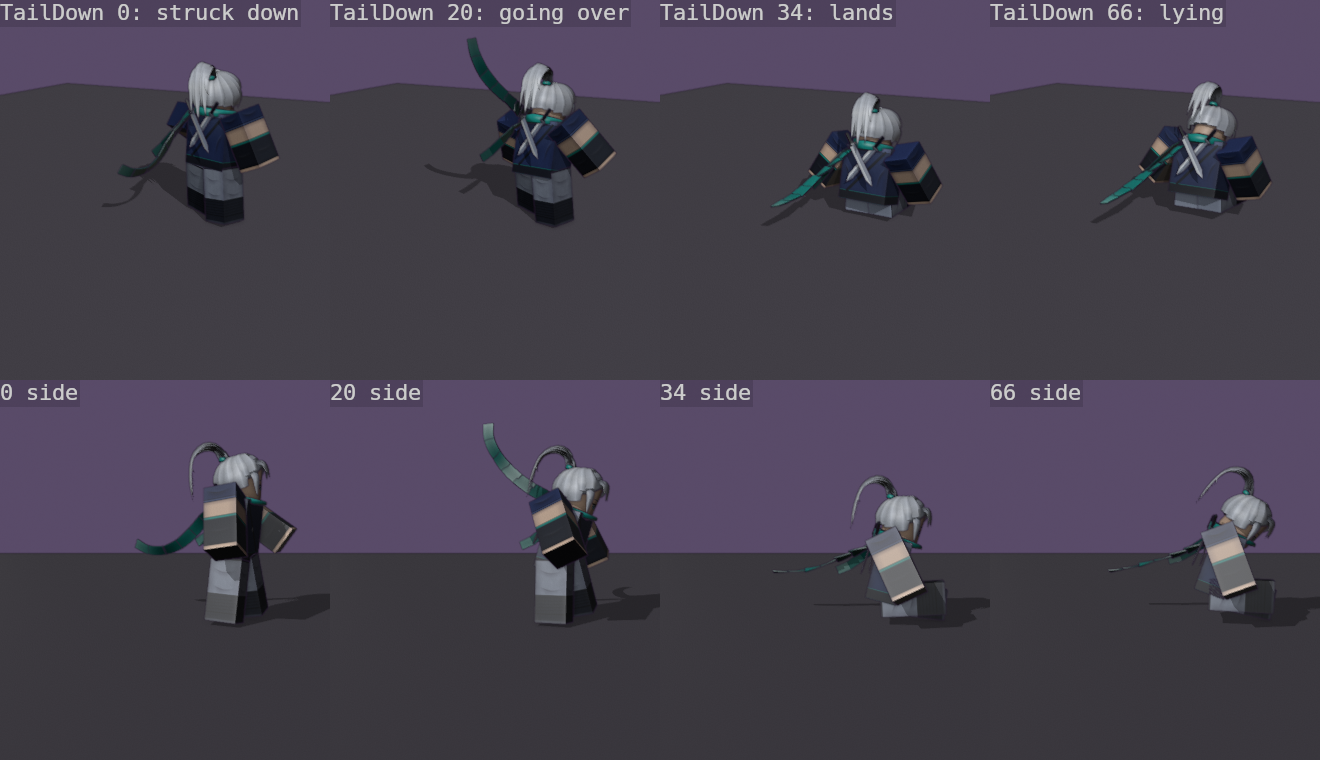 TailDown 0: struck down
TailDown 20: going over
TailDown 34: lands
TailDown 66: lying
0 side
20 side
34 side
66 side